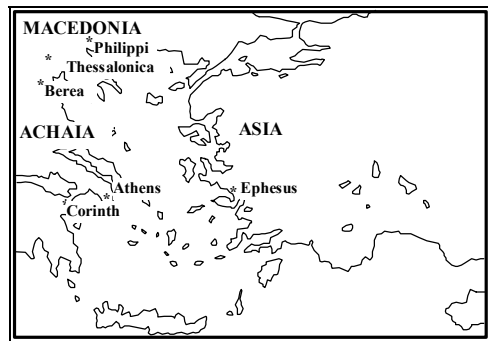 MACEDONIA
* Philippi
* Thessalonica
* Berea
ACHAIA
ASIA
* Athens
* Ephesus
* Corinth